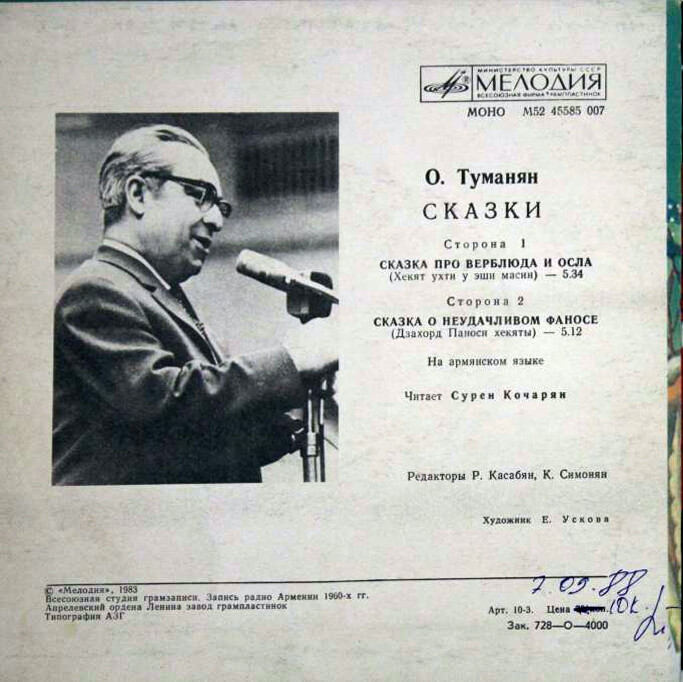 МИНИСТЕРСТВО КУЛЬТУРЫ СССР
МЕЛОДИЯ
ВСЕСОЮЗНАЯ ФИРМА ГРАМПЛАСТИНОК
МОНО М52 45585 007
О. Туманян
СКАЗКИ
Сторона 1
СКАЗКА ПРО ВЕРБЛЮДА И ОСЛА
(Хекят ухти у эши масин) — 5.34
Сторона 2
СКАЗКА О НЕУДАЧЛИВОМ ФАНОСЕ
(Дзахорд Паноси хекяты) — 5.12
На армянском языке
Читает Сурен Кочарян
Редакторы Р. Касабян, К. Симонян
Художник Е. Ускова
© «Мелодия», 1983
Всесоюзная студия грамзаписи. Запись радио Армении 1960-х гг.
Апрелевский ордена Ленина завод грампластинок
Типография АЗГ
7.09.88
Арт. 10-3. Цена коп. 10к
Зак. 728—О—4000